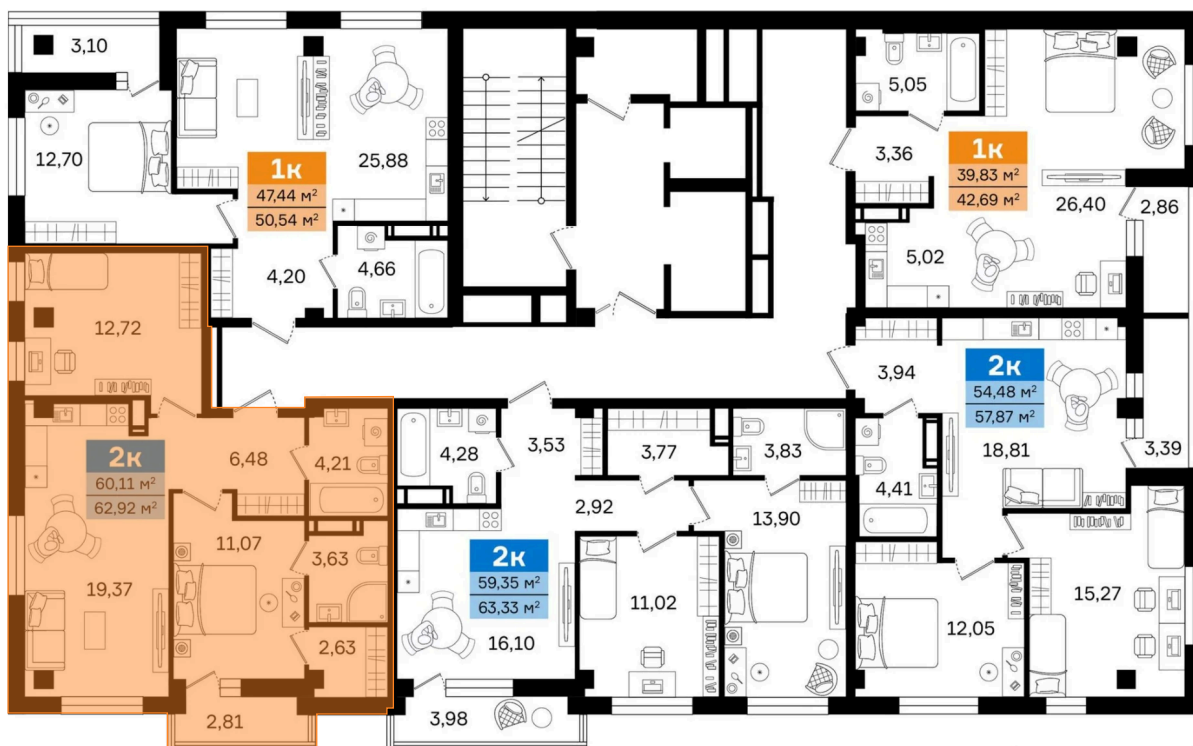 3,10
12,70
25,88
1к
47,44 м²
50,54 м²
4,20
4,66
5,05
3,36
1к
39,83 м²
42,69 м²
26,40
2,86
5,02
12,72
2к
60,11 м²
62,92 м²
6,48
4,21
11,07
3,63
19,37
2,63
2,81
4,28
3,53
3,77
3,83
2,92
13,90
2к
59,35 м²
63,33 м²
11,02
16,10
3,98
3,94
2к
54,48 м²
57,87 м²
18,81
3,39
4,41
15,27
12,05